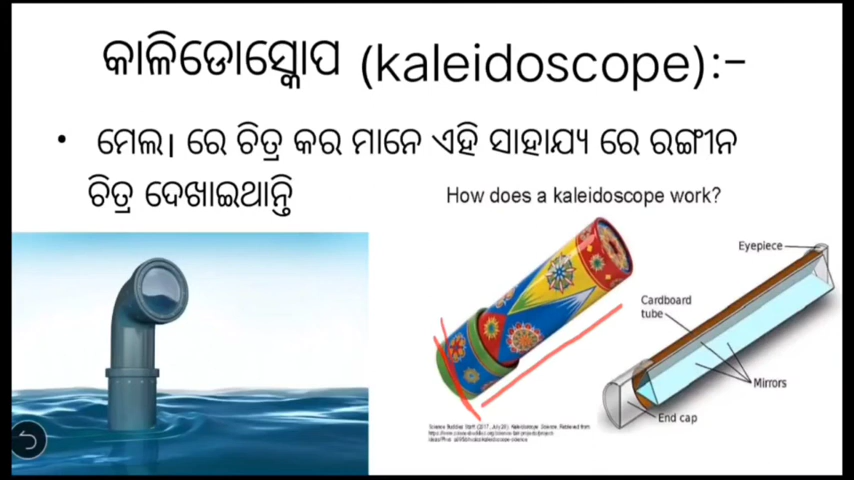 କାଳିଡୋସ୍କୋପ (kaleidoscope):-
• ମେଲା ରେ ଚିତ୍ର କର ମାନେ ଏହି ସାହାଯ୍ୟ ରେ ରଙ୍ଗୀନ
ଚିତ୍ର ଦେଖାଇଥାନ୍ତି
How does a kaleidoscope work?
Eyepiece
Cardboard
tube
Mirrors
End cap